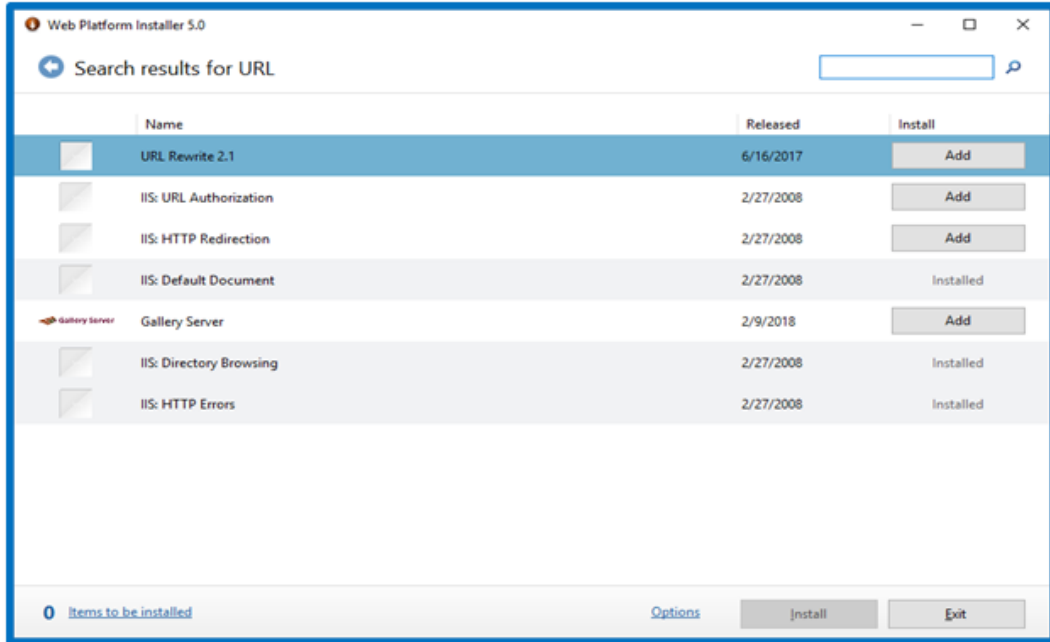 Web Platform Installer 5.0
Search results for URL
Name Released Install
URL Rewrite 2.1 6/16/2017 Add
IIS: URL Authorization 2/27/2008 Add
IIS: HTTP Redirection 2/27/2008 Add
IIS: Default Document 2/27/2008 Installed
Gallery Server Gallery Server 2/9/2018 Add
IIS: Directory Browsing 2/27/2008 Installed
IIS: HTTP Errors 2/27/2008 Installed
0 Items to be installed Options Install Exit